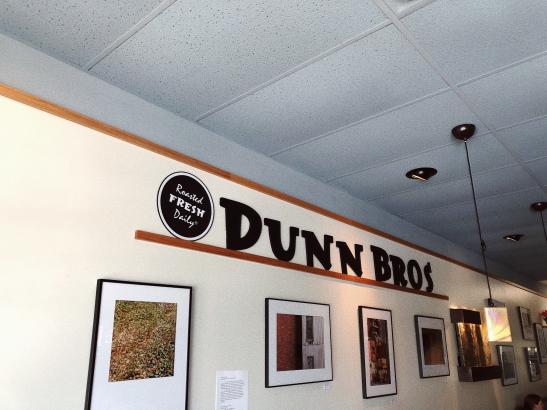 Roasted
FRESH
Daily®
DUNN BROS